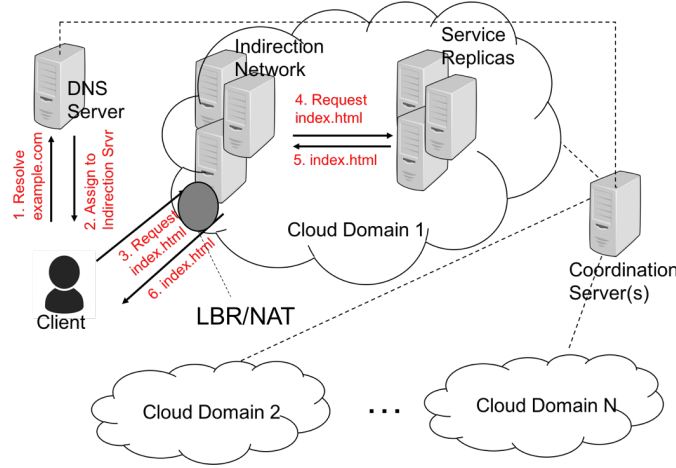 Indirection
Network
Service
Replicas
DNS
Server
4. Request
index.html
5. index.html
1. Resolve
example.com
2. Assign to
Indirection Srvr
3. Request
index.html
6. index.html
Cloud Domain 1
Client
LBR/NAT
Coordination
Server(s)
Cloud Domain 2
...
Cloud Domain N